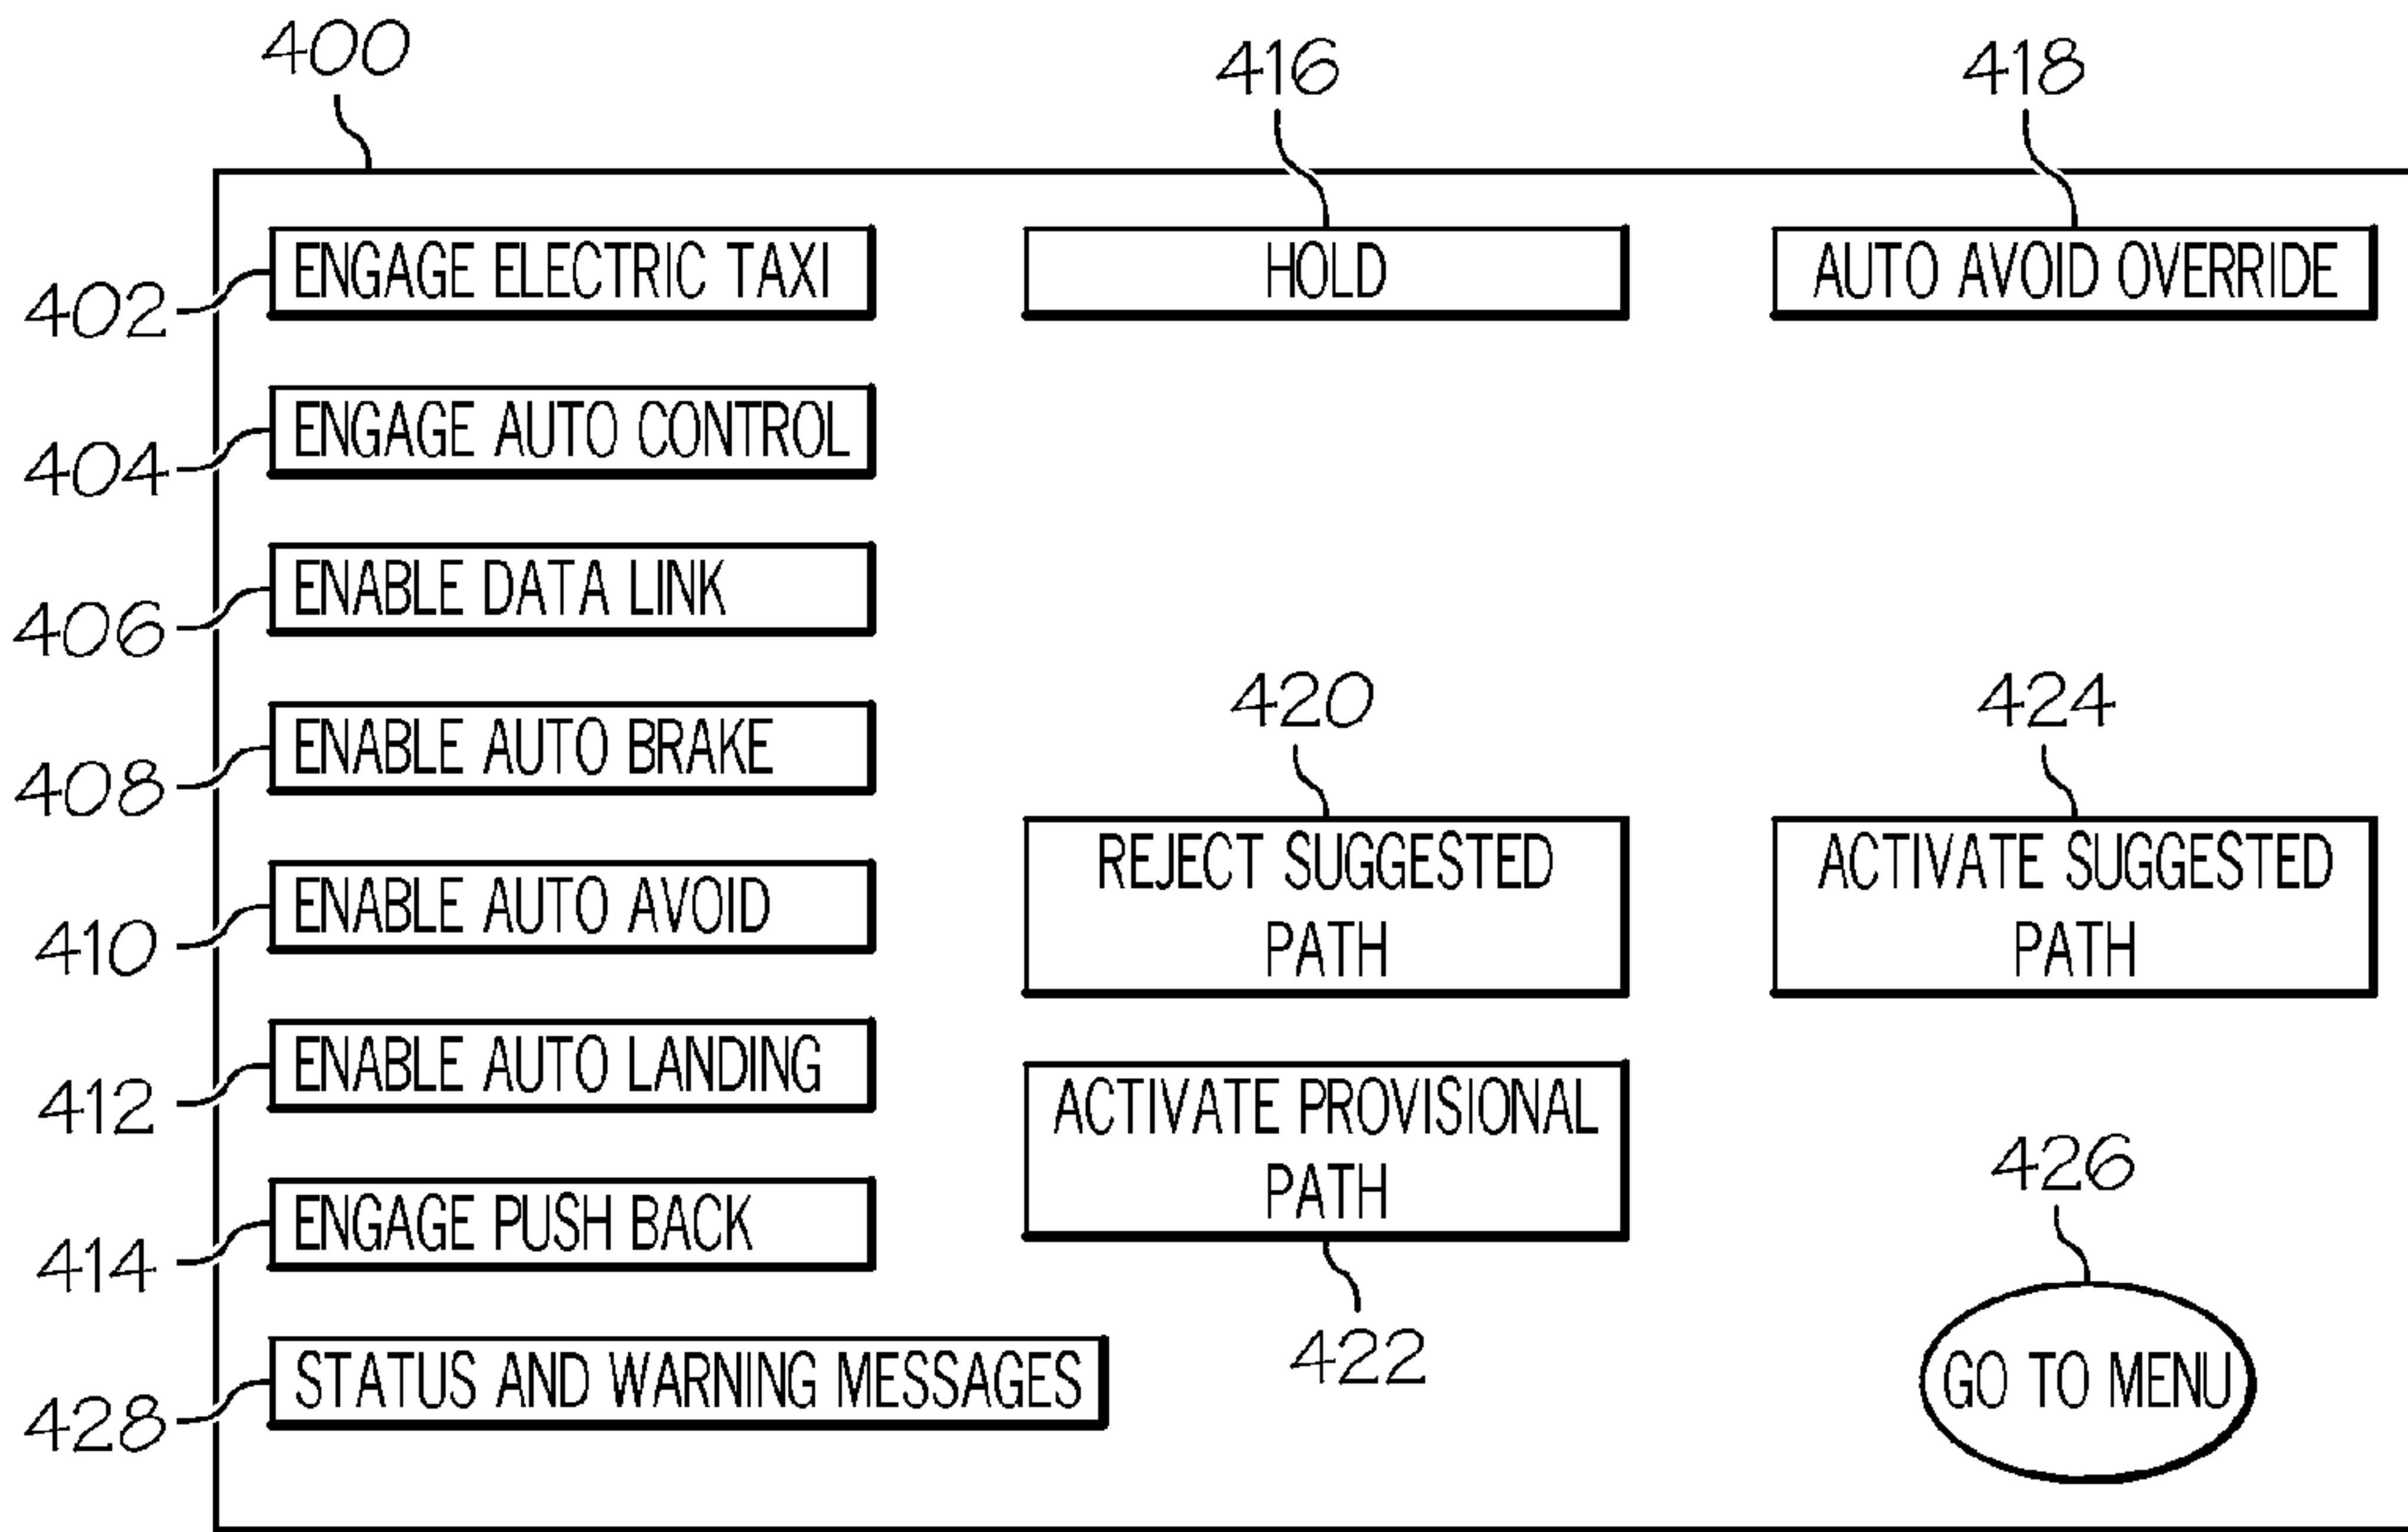 400
416
418
402
ENGAGE ELECTRIC TAXI
HOLD
AUTO AVOID OVERRIDE
404
ENGAGE AUTO CONTROL
406
ENABLE DATA LINK
408
ENABLE AUTO BRAKE
420
424
410
ENABLE AUTO AVOID
REJECT SUGGESTED
PATH
ACTIVATE SUGGESTED
PATH
412
ENABLE AUTO LANDING
ACTIVATE PROVISIONAL
PATH
422
414
ENGAGE PUSH BACK
426
GO TO MENU
428
STATUS AND WARNING MESSAGES